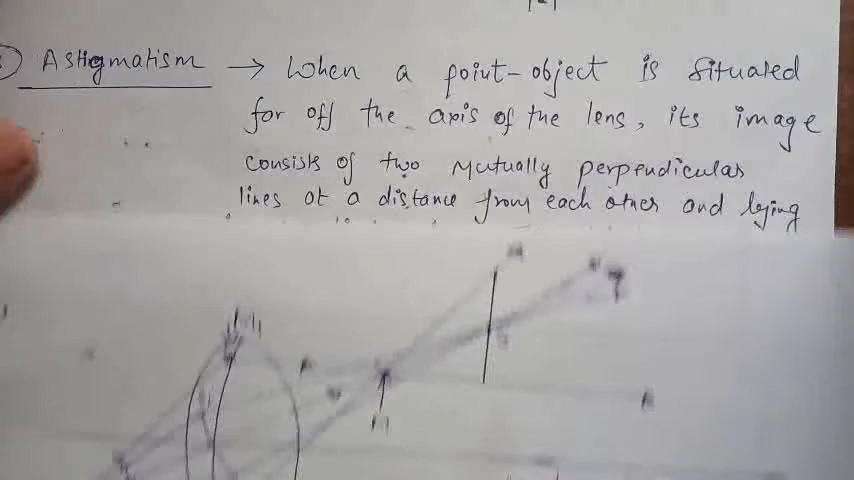 Astigmatism → When a point-object is situated
for off the axis of the lens, its image
consists of two mutually perpendicular
lines at a distance from each other and lying